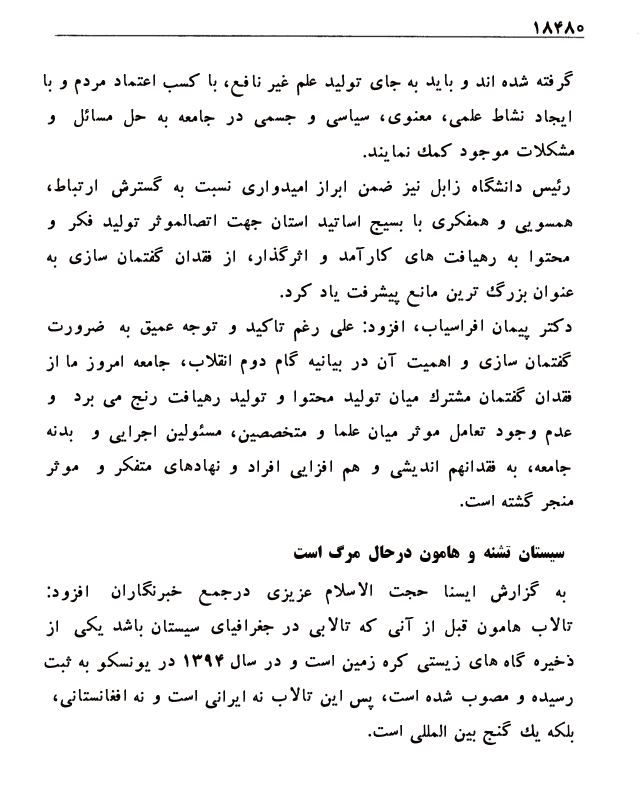 ۱۸۴۸۰
گرفته شده اند و باید به جای تولید علم غیر نافع، با کسب اعتماد مردم و با
ایجاد نشاط علمی، معنوی، سیاسی و جسمی در جامعه به حل مسائل و
مشکلات موجود کمك نمایند.
رئیس دانشگاه زابل نیز ضمن ابراز امیدواری نسبت به گسترش ارتباط،
همسویی و همفکری با بسیج اساتید استان جهت اتصالموثر تولید فکر و
محتوا به رهیافت های کارآمد و اثرگذار، از فقدان گفتمان سازی به
عنوان بزرگ ترین مانع پیشرفت یاد کرد.
دکتر پیمان افراسیاب، افزود: علی رغم تاکید و توجه عمیق به ضرورت
گفتمان سازی و اهمیت آن در بیانیه گام دوم انقلاب، جامعه امروز ما از
فقدان گفتمان مشترك میان تولید محتوا و تولید رهیافت رنج می برد و
عدم وجود تعامل موثر میان علما و متخصصین، مسئولین اجرایی و بدنه
جامعه، به فقدانهم اندیشی و هم افزایی افراد و نهادهای متفکر و موثر
منجر گشته است.
سیستان تشنه و هامون درحال مرگ است
به گزارش ایسنا حجت الاسلام عزیزی درجمع خبرنگاران افزود:
تالاب هامون قبل از آنی که تالابی در جغرافیای سیستان باشد یکی از
ذخیره گاه های زیستی کره زمین است و در سال ۱۳۹۴ در یونسکو به ثبت
رسیده و مصوب شده است، پس این تالاب نه ایرانی است و نه افغانستانی،
بلکه یك گنج بین المللی است.